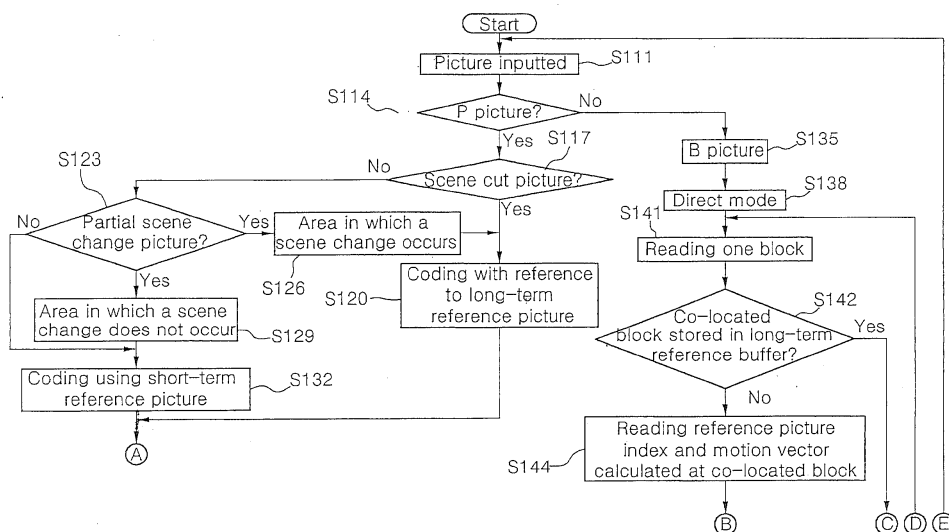 Start
Picture inputted
S111
S114
P picture?
No
Yes
S117
Scene cut picture?
No
Yes
S135
B picture
S138
Direct mode
S123
Partial scene
change picture?
No
Yes
Yes
Area in which
a scene change occurs
S126
S141
Reading one block
S120
Coding with reference
to long-term
reference picture
S142
Co-located
block stored in long-term
reference buffer?
Yes
No
Area in which a scene
change does not occur
S129
Coding using short-term
reference picture
S132
S144
Reading reference picture
index and motion vector
calculated at co-located block
A
B
C
D
E